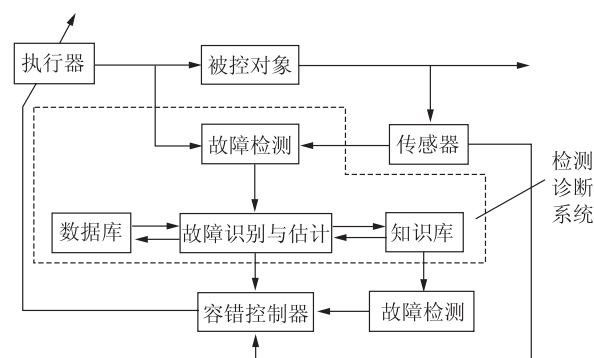 执行器
被控对象
故障检测
传感器
检测
诊断
系统
数据库
故障识别与估计
知识库
容错控制器
故障检测